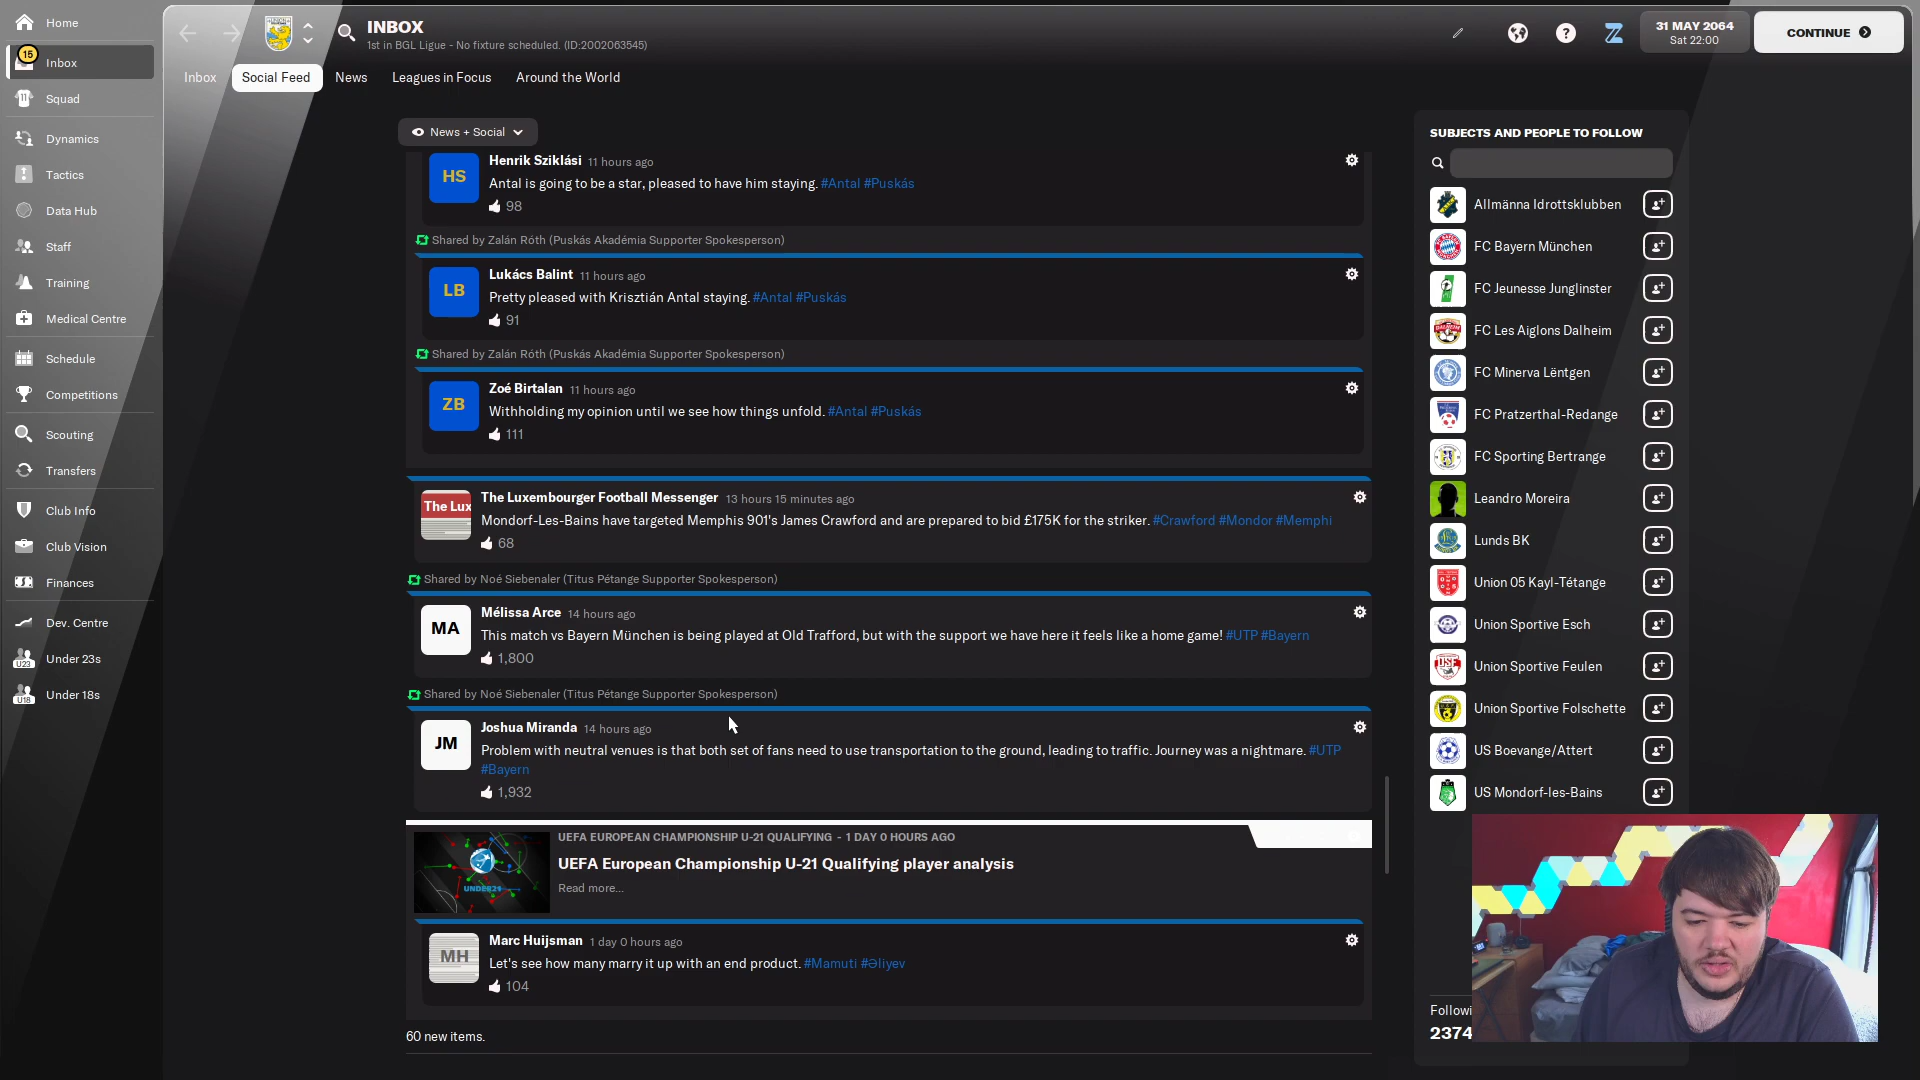 Home
15
Inbox
Squad
Dynamics
Tactics
Data Hub
Staff
Training
Medical Centre
Schedule
Competitions
Scouting
Transfers
Club Info
Club Vision
Finances
Dev. Centre
U23
Under 23s
U18
Under 18s
INBOX
1st in BGL Ligue - No fixture scheduled. (ID:2002063545)
31 MAY 2064
Sat 22:00
CONTINUE
Inbox
Social Feed
News
Leagues in Focus
Around the World
News + Social
HS
Henrik Sziklási 11 hours ago
Antal is going to be a star, pleased to have him staying. #Antal #Puskás
98
Shared by Zalán Róth (Puskás Akadémia Supporter Spokesperson)
LB
Lukács Balint 11 hours ago
Pretty pleased with Krisztián Antal staying. #Antal #Puskás
91
Shared by Zalán Róth (Puskás Akadémia Supporter Spokesperson)
ZB
Zoé Birtalan 11 hours ago
Withholding my opinion until we see how things unfold. #Antal #Puskás
111
The Lux
The Luxembourger Football Messenger 13 hours 15 minutes ago
Mondorf-Les-Bains have targeted Memphis 901's James Crawford and are prepared to bid £175K for the striker. #Crawford #Mondor #Memphi
68
Shared by Noé Siebenaler (Titus Pétange Supporter Spokesperson)
MA
Mélissa Arce 14 hours ago
This match vs Bayern München is being played at Old Trafford, but with the support we have here it feels like a home game! #UTP #Bayern
1,800
Shared by Noé Siebenaler (Titus Pétange Supporter Spokesperson)
JM
Joshua Miranda 14 hours ago
Problem with neutral venues is that both set of fans need to use transportation to the ground, leading to traffic. Journey was a nightmare. #UTP
#Bayern
1,932
UEFA EUROPEAN CHAMPIONSHIP U-21 QUALIFYING - 1 DAY 0 HOURS AGO
UEFA European Championship U-21 Qualifying player analysis
Read more...
UNDER21
MH
Marc Huijsman 1 day 0 hours ago
Let's see how many marry it up with an end product. #Mamuti #Əliyev
104
60 new items.
SUBJECTS AND PEOPLE TO FOLLOW
Allmänna Idrottsklubben
FC Bayern München
FC Jeunesse Junglinster
FC Les Aiglons Dalheim
FC Minerva Lëntgen
FC Pratzerthal-Redange
FC Sporting Bertrange
Leandro Moreira
Lunds BK
Union 05 Kayl-Tétange
Union Sportive Esch
Union Sportive Feulen
Union Sportive Folschette
US Boevange/Attert
US Mondorf-les-Bains
Followi
2374